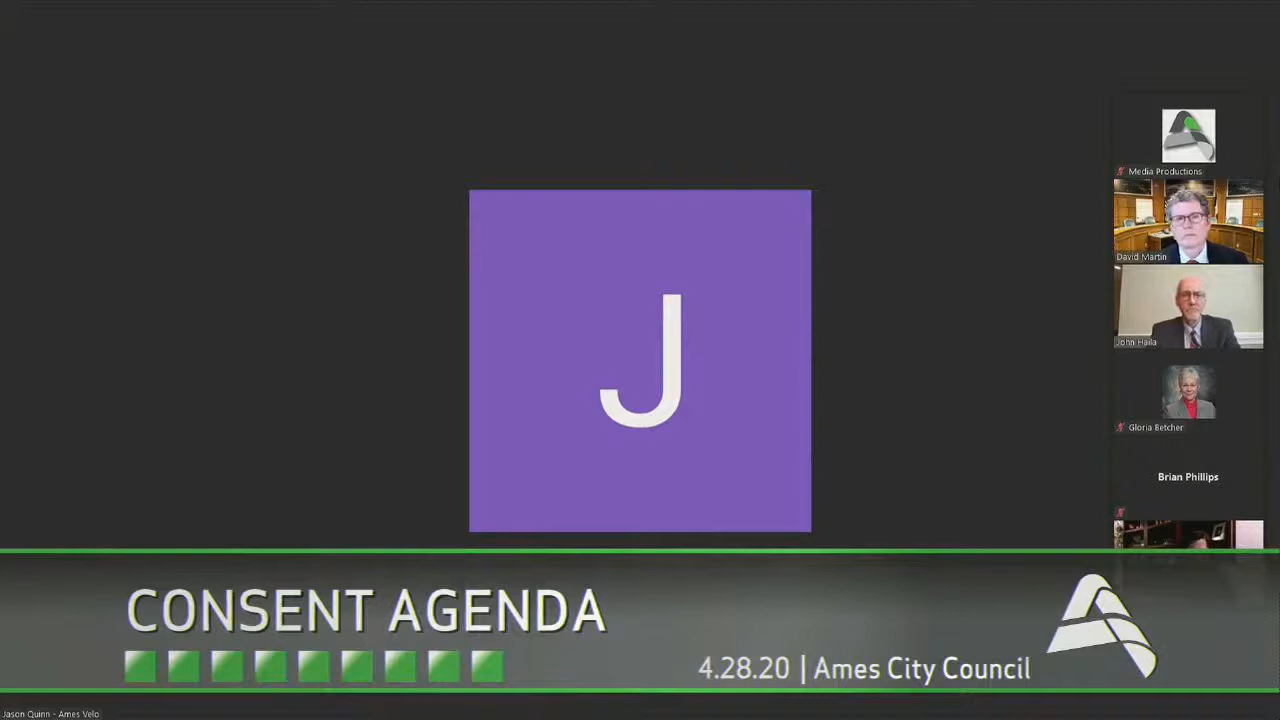 Media Productions
David Martin
John Haila
Gloria Betcher
Brian Phillips
J
CONSENT AGENDA
4.28.20 | Ames City Council
Jason Quinn - Ames Velo